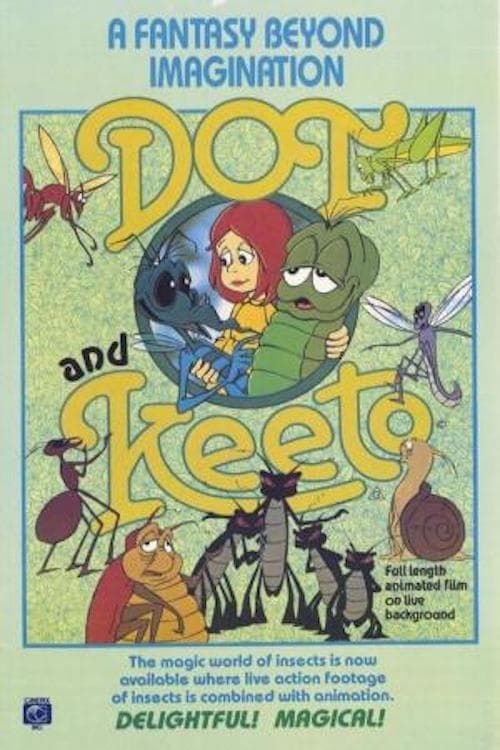 A FANTASY BEYOND
IMAGINATION
DOT
and
Keeto
Full length
animated film
on live
background
The magic world of insects is now
available where live action footage
of insects is combined with animation.
DELIGHTFUL! MAGICAL!